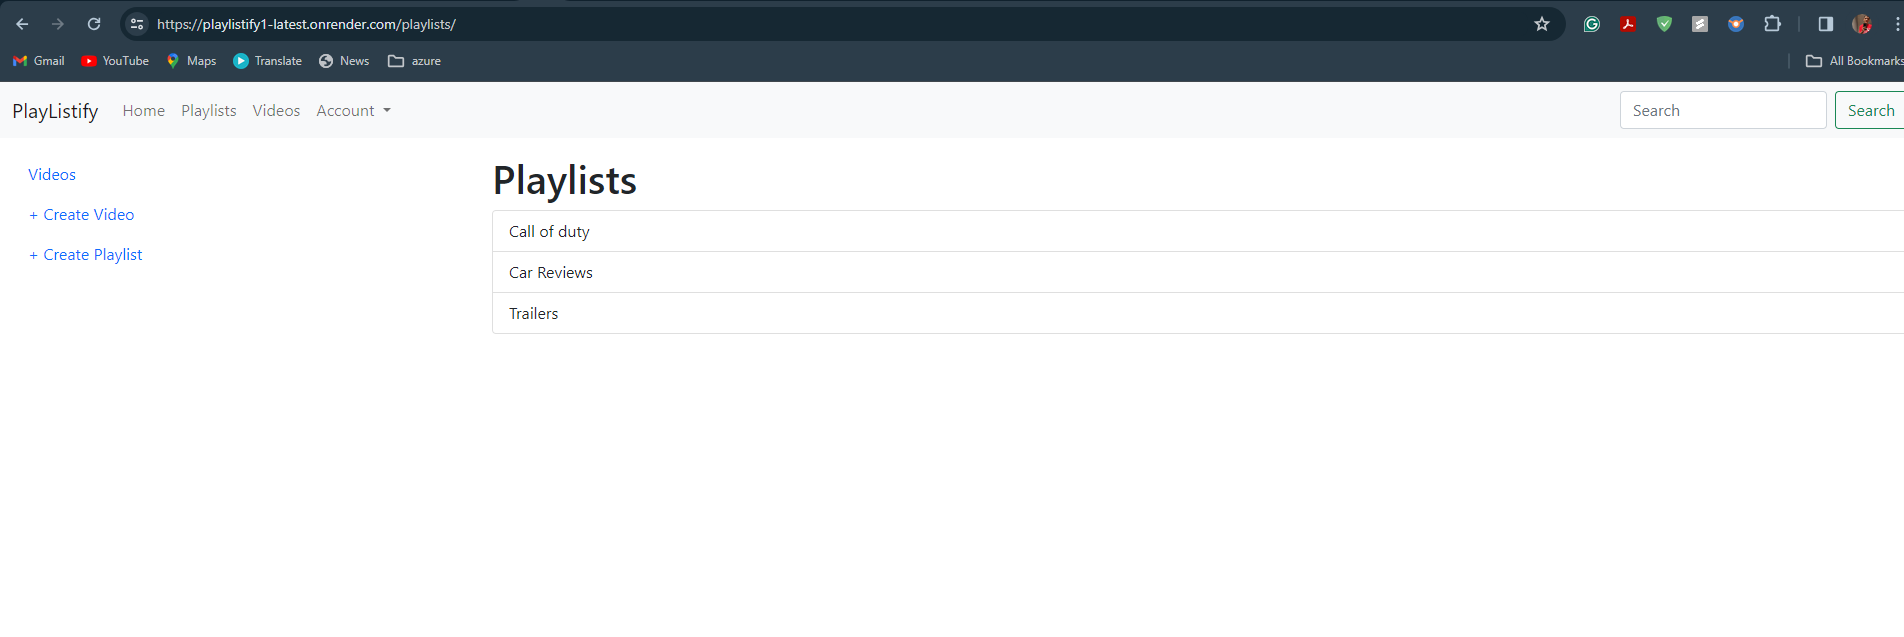 https://playlistify1-latest.onrender.com/playlists/
Gmail YouTube Maps Translate News azure All Bookmarks
PlayListify Home Playlists Videos Account Search Search
Videos
+ Create Video
+ Create Playlist
Playlists
Call of duty
Car Reviews
Trailers